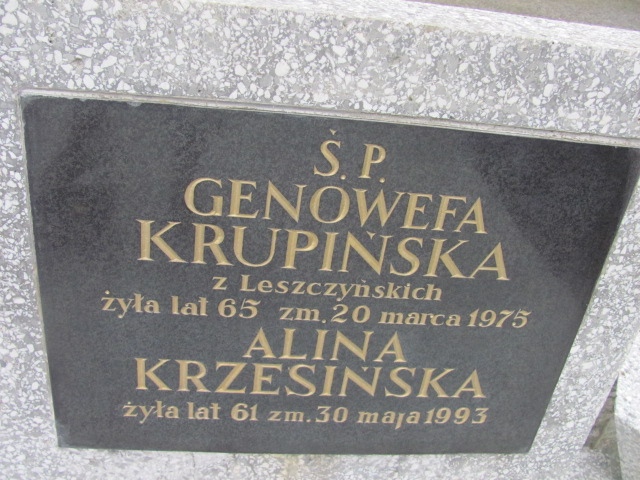 Ś.P.
GENOWEFA
KRUPIŃSKA
z Leszczyńskich
żyła lat 65 zm. 20 marca 1975
ALINA
KRZESIŃSKA
żyła lat 61 zm. 30 maja 1993